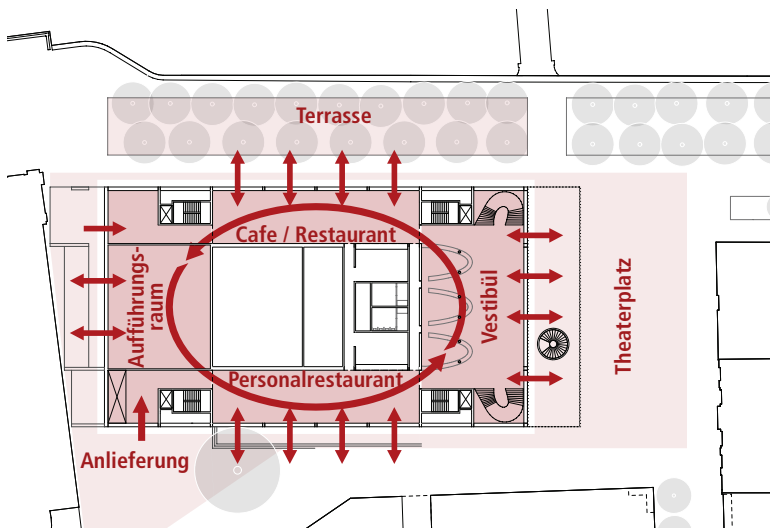 Terrasse
Cafe / Restaurant
Aufführungs-
raum
Vestibül
Theaterplatz
Personalrestaurant
Anlieferung